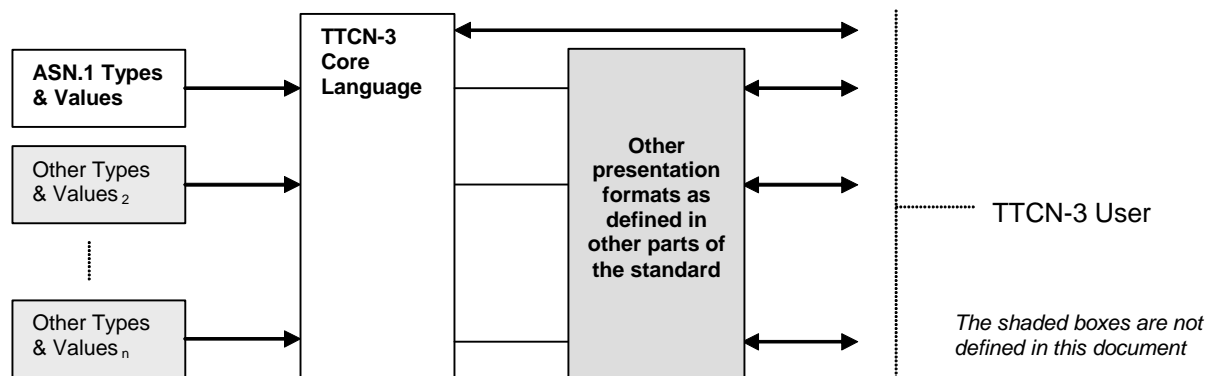 ASN.1 Types
& Values
Other Types
& Values 2
Other Types
& Values n
TTCN-3
Core
Language
Other
presentation
formats as
defined in
other parts of
the standard
TTCN-3 User
The shaded boxes are not
defined in this document